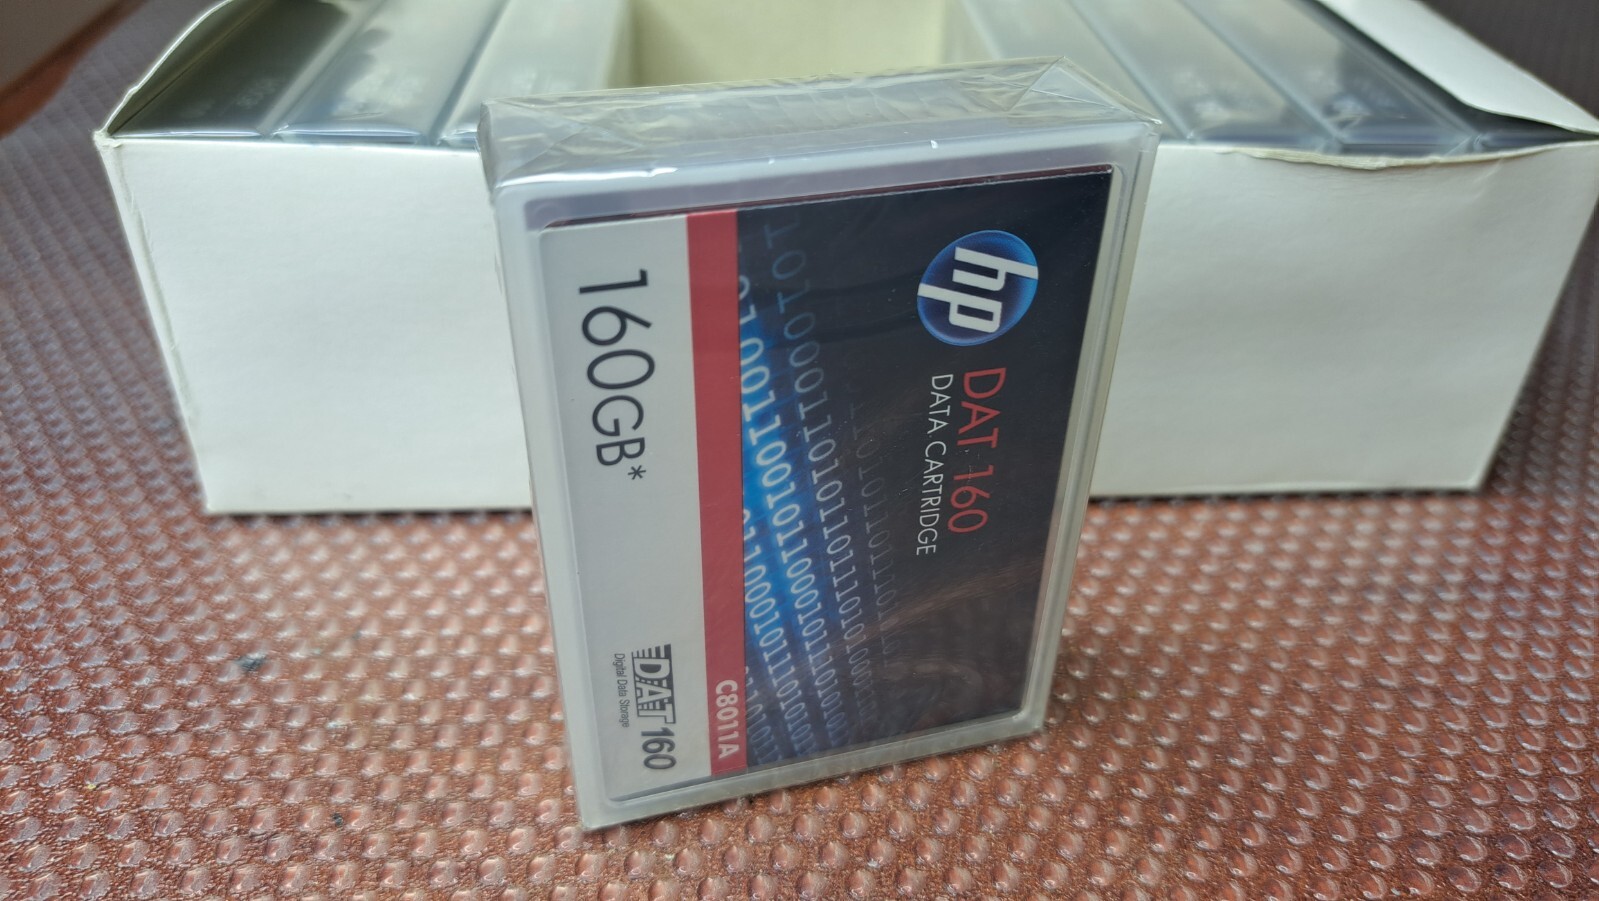 hp
DAT 160
DATA CARTRIDGE
C8011A
160GB*
DAT 160
Digital Data Storage